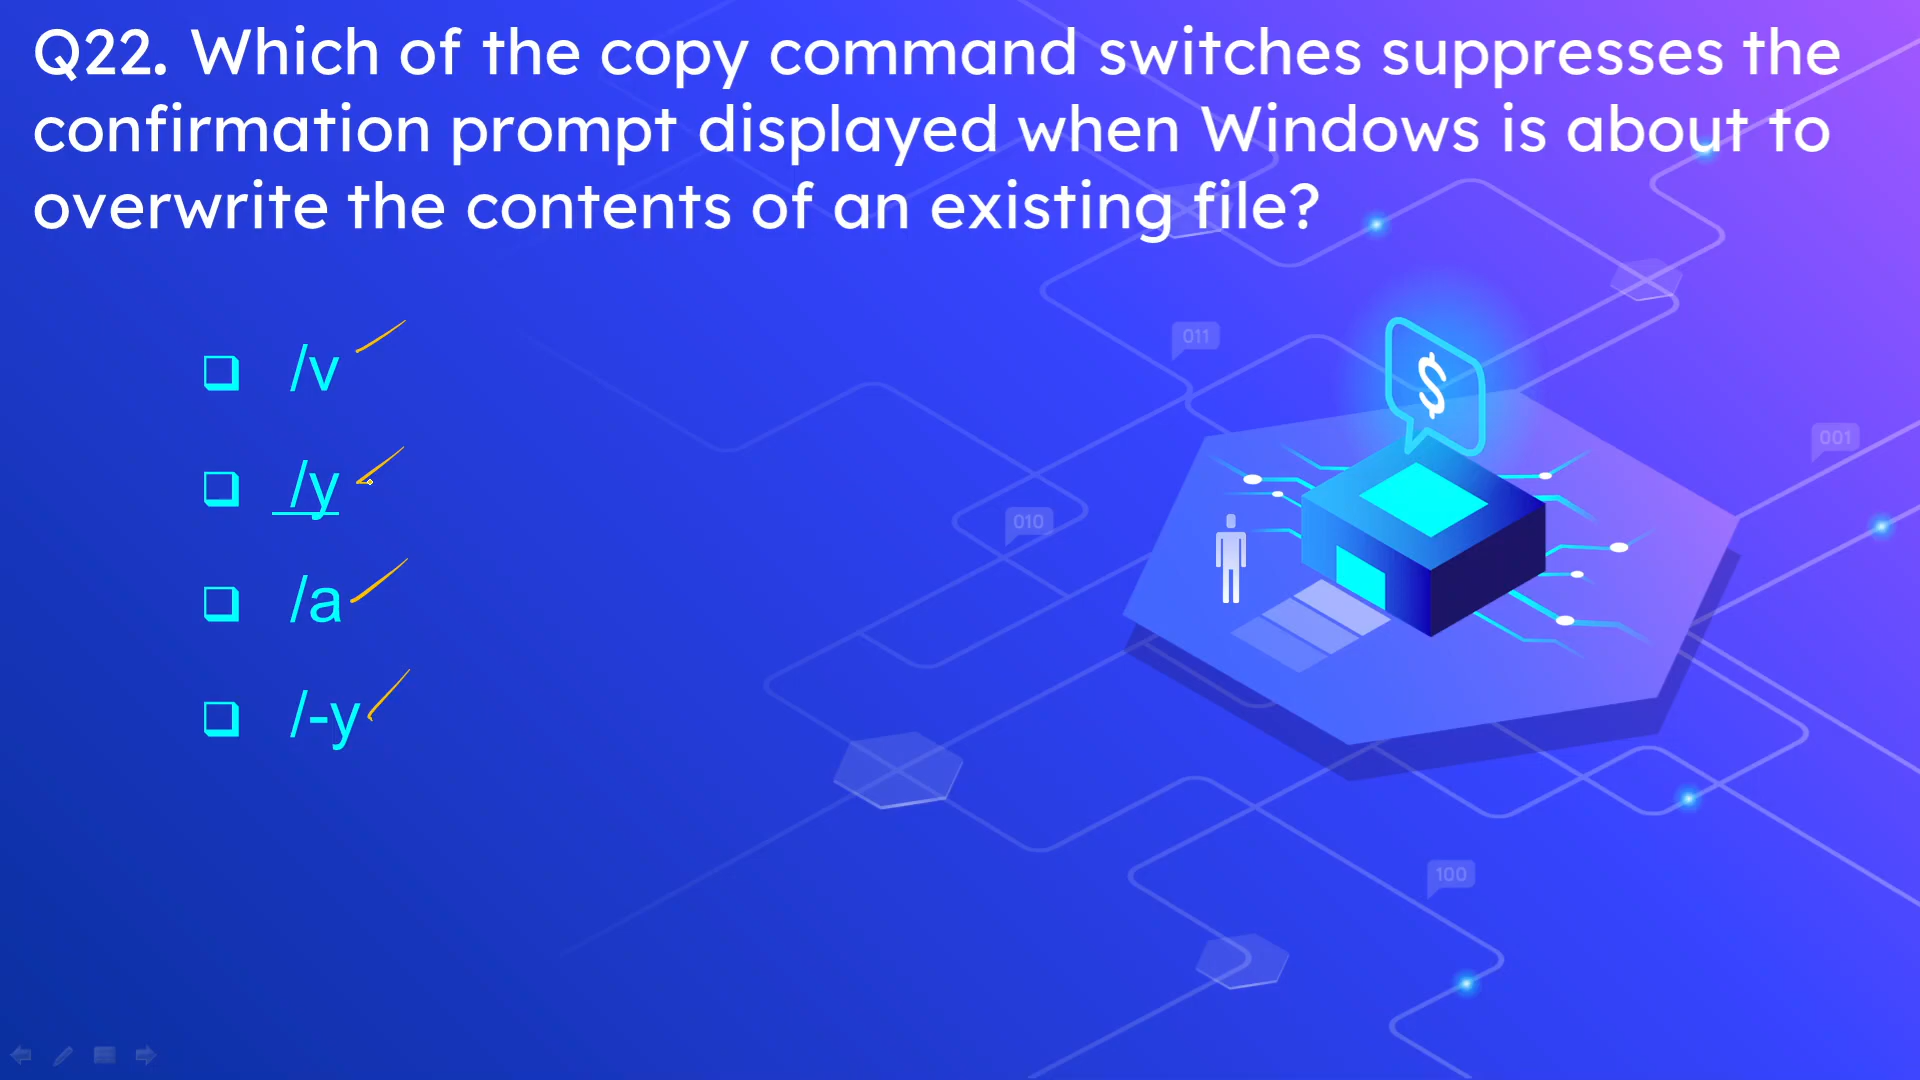 Q22. Which of the copy command switches suppresses the
confirmation prompt displayed when Windows is about to
overwrite the contents of an existing file?
/v
/y
/a
/-y
$
011
001
010
100